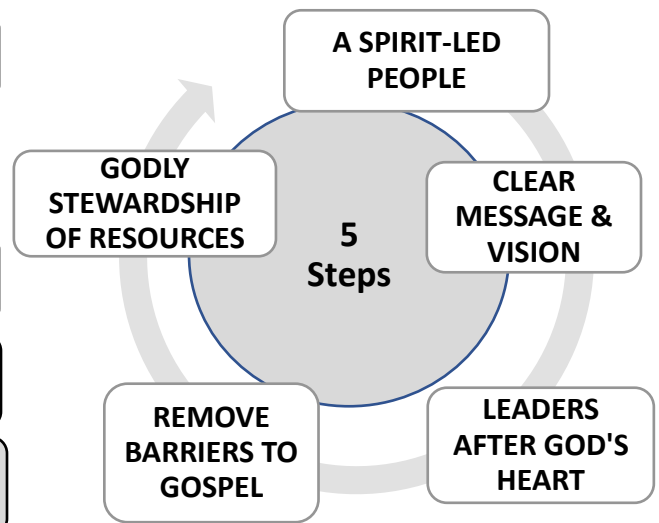 A SPIRIT-LED
PEOPLE
CLEAR
MESSAGE &
VISION
LEADERS
AFTER GOD'S
HEART
REMOVE
BARRIERS TO
GOSPEL
GODLY
STEWARDSHIP
OF RESOURCES
5
Steps